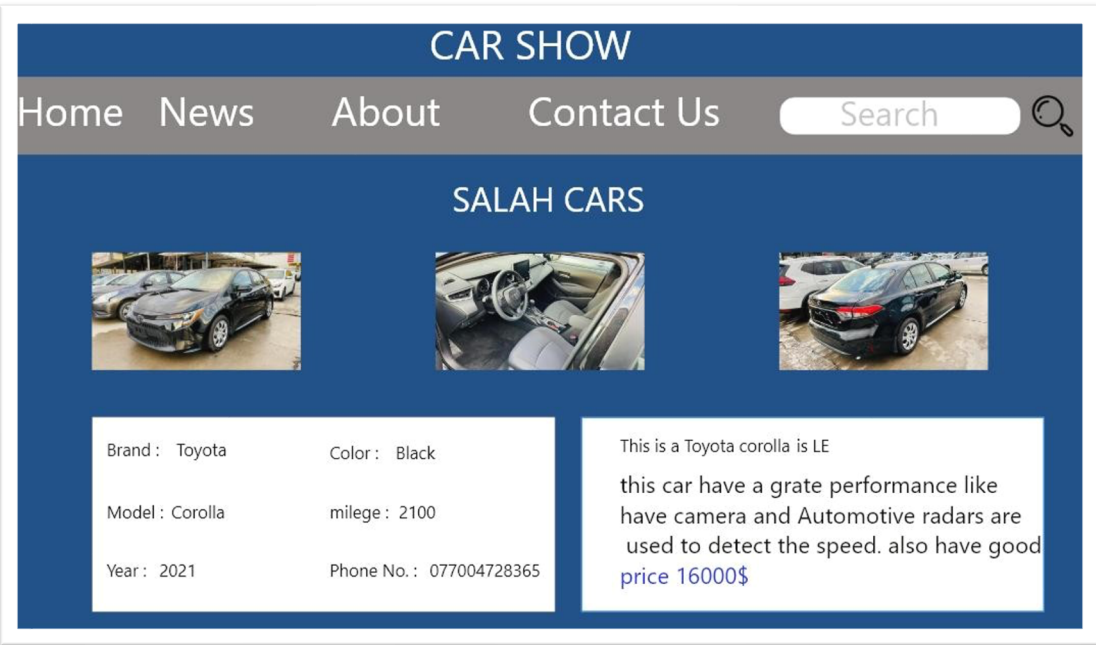 CAR SHOW
Home News About Contact Us Search
SALAH CARS
Brand : Toyota
Color : Black
Model : Corolla
milege : 2100
Year : 2021
Phone No. : 077004728365
This is a Toyota corolla is LE
this car have a grate performance like
have camera and Automotive radars are
used to detect the speed. also have good
price 16000$